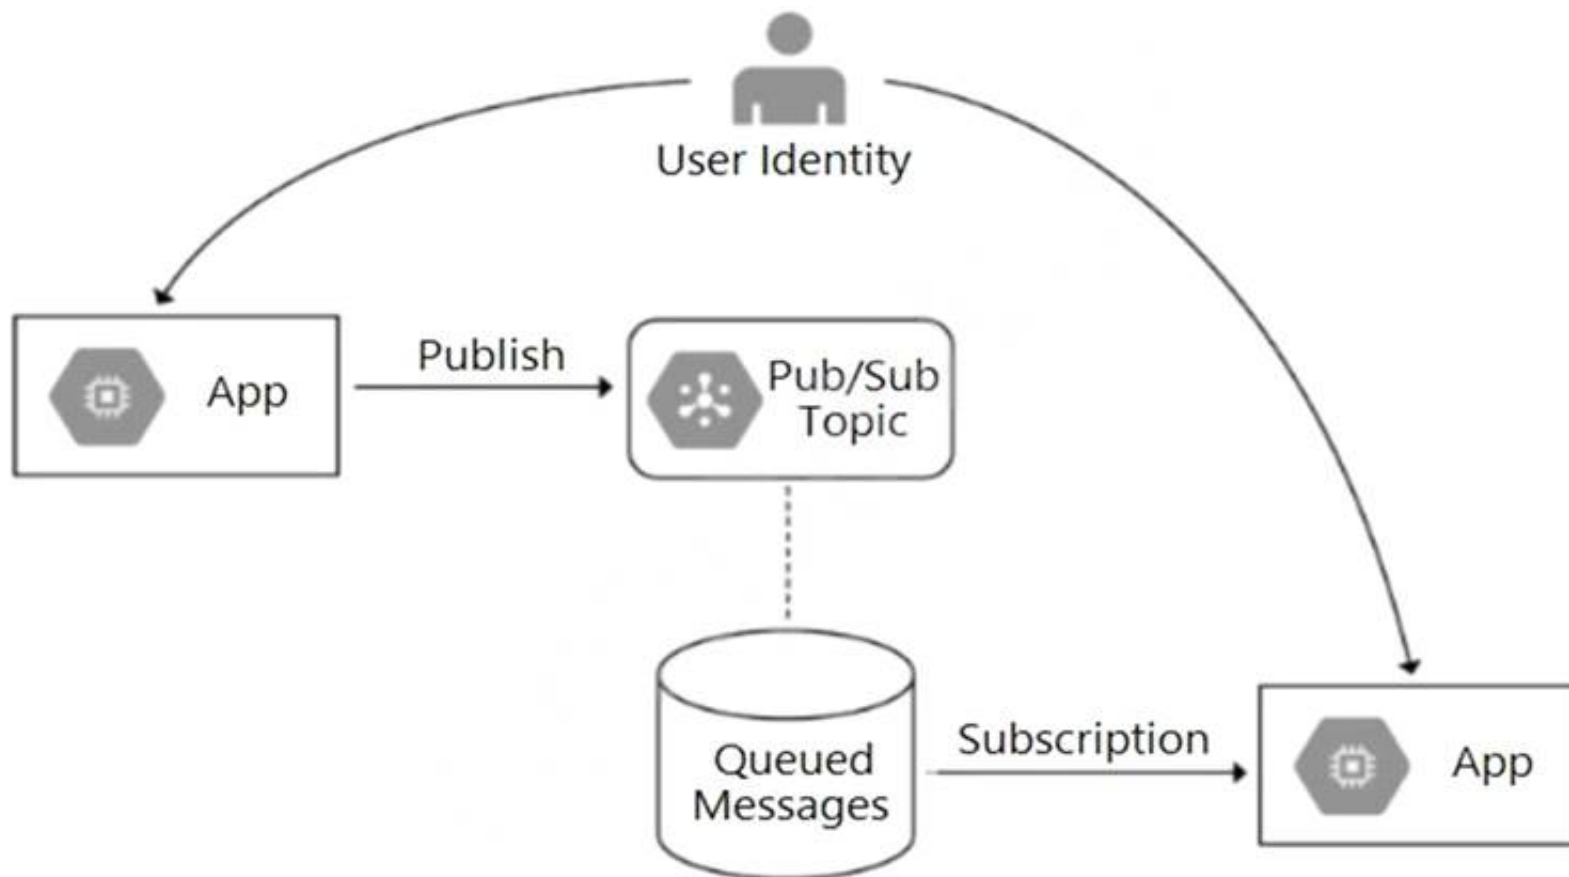 User Identity
Publish
App
Pub/Sub
Topic
Queued
Messages
Subscription
App